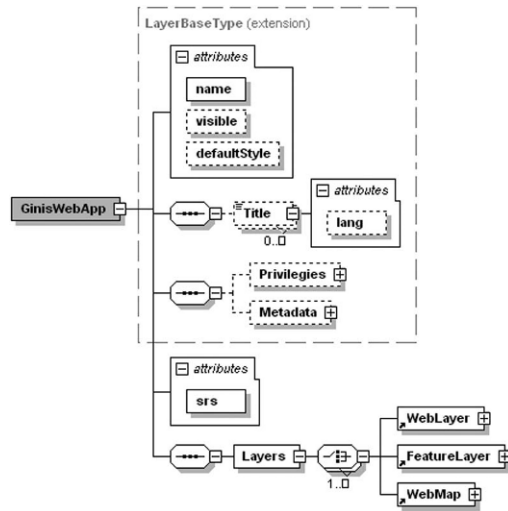 LayerBaseType (extension)
attributes
name
visible
defaultStyle
GinisWebApp
Title
0..
attributes
lang
Privilegies
Metadata
attributes
srs
Layers
1..
WebLayer
FeatureLayer
WebMap